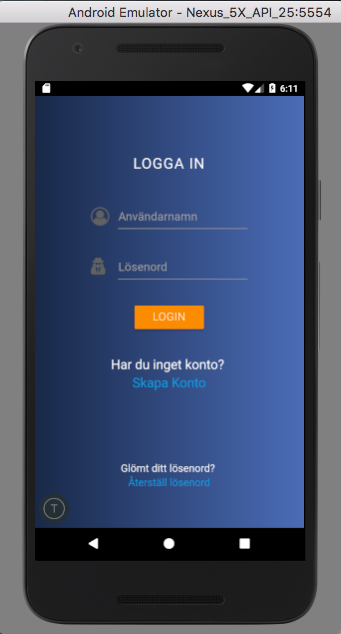 Android Emulator - Nexus_5X_API_25:5554
6:11
LOGGA IN
Användarnamn
Lösenord
LOGIN
Har du inget konto?
Skapa Konto
Glömt ditt lösenord?
Återställ lösenord
T